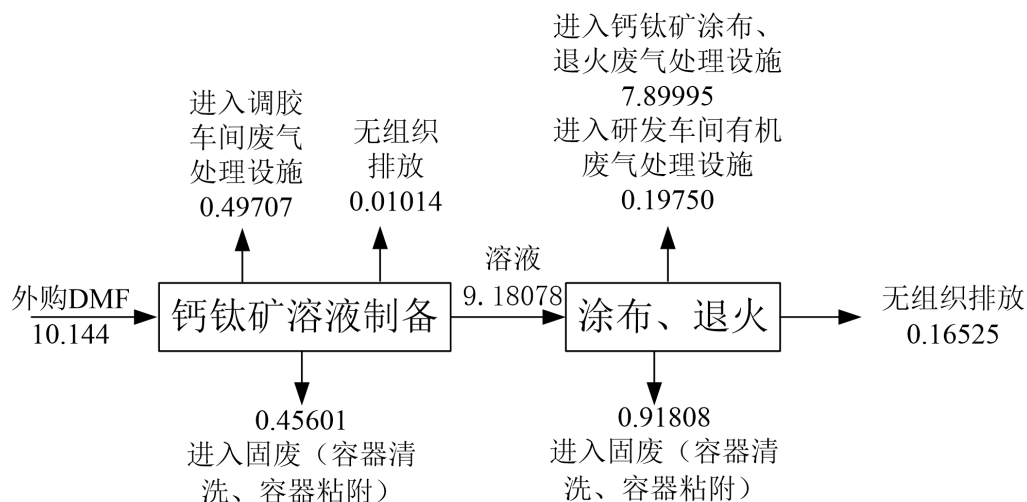 进入钙钛矿涂布、
退火废气处理设施
7.89995
进入研发车间有机
废气处理设施
0.19750
进入调胶
车间废气
处理设施
0.49707
无组织
排放
0.01014
外购DMF
10.144
钙钛矿溶液制备
溶液
9.18078
涂布、退火
无组织排放
0.16525
0.45601
进入固废（容器清
洗、容器粘附）
0.91808
进入固废（容器清
洗、容器粘附）